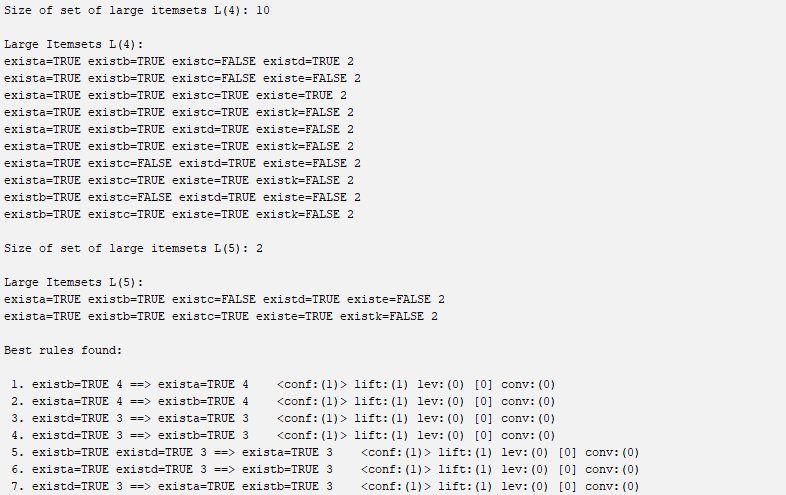 Size of set of large itemsets L(4): 10
Large Itemsets L(4):
exista=TRUE existb=TRUE existc=FALSE existd=TRUE 2
exista=TRUE existb=TRUE existc=FALSE existe=FALSE 2
exista=TRUE existb=TRUE existc=TRUE existe=TRUE 2
exista=TRUE existb=TRUE existc=TRUE existk=FALSE 2
exista=TRUE existb=TRUE existd=TRUE existe=FALSE 2
exista=TRUE existb=TRUE existe=TRUE existk=FALSE 2
exista=TRUE existc=FALSE existd=TRUE existe=FALSE 2
exista=TRUE existc=TRUE existe=TRUE existk=FALSE 2
existb=TRUE existc=FALSE existd=TRUE existe=FALSE 2
existb=TRUE existc=TRUE existe=TRUE existk=FALSE 2
Size of set of large itemsets L(5): 2
Large Itemsets L(5):
exista=TRUE existb=TRUE existc=FALSE existd=TRUE existe=FALSE 2
exista=TRUE existb=TRUE existc=TRUE existe=TRUE existk=FALSE 2
Best rules found:
1. existb=TRUE 4 ==> exista=TRUE 4 <conf:(1)> lift:(1) lev:(0) [0] conv:(0)
2. exista=TRUE 4 ==> existb=TRUE 4 <conf:(1)> lift:(1) lev:(0) [0] conv:(0)
3. existd=TRUE 3 ==> exista=TRUE 3 <conf:(1)> lift:(1) lev:(0) [0] conv:(0)
4. existd=TRUE 3 ==> existb=TRUE 3 <conf:(1)> lift:(1) lev:(0) [0] conv:(0)
5. existb=TRUE existd=TRUE 3 ==> exista=TRUE 3 <conf:(1)> lift:(1) lev:(0) [0] conv:(0)
6. exista=TRUE existd=TRUE 3 ==> existb=TRUE 3 <conf:(1)> lift:(1) lev:(0) [0] conv:(0)
7. existd=TRUE 3 ==> exista=TRUE existb=TRUE 3 <conf:(1)> lift:(1) lev:(0) [0] conv:(0)